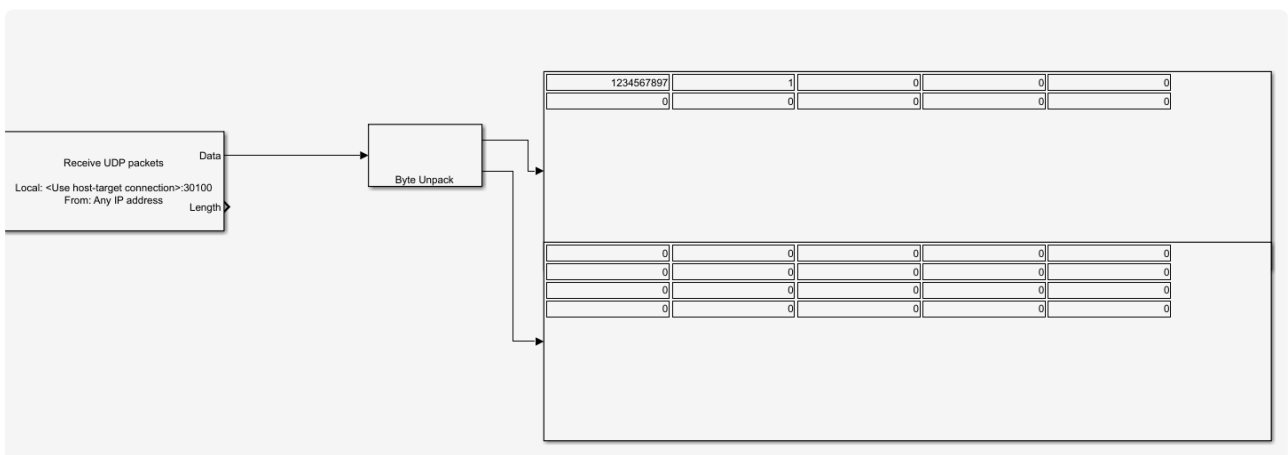 Receive UDP packets
Data
Local: <Use host-target connection>:30100
From: Any IP address
Length
Byte Unpack
1234567897 1 0 0 0
0 0 0 0 0
0 0 0 0 0
0 0 0 0 0
0 0 0 0 0
0 0 0 0 0